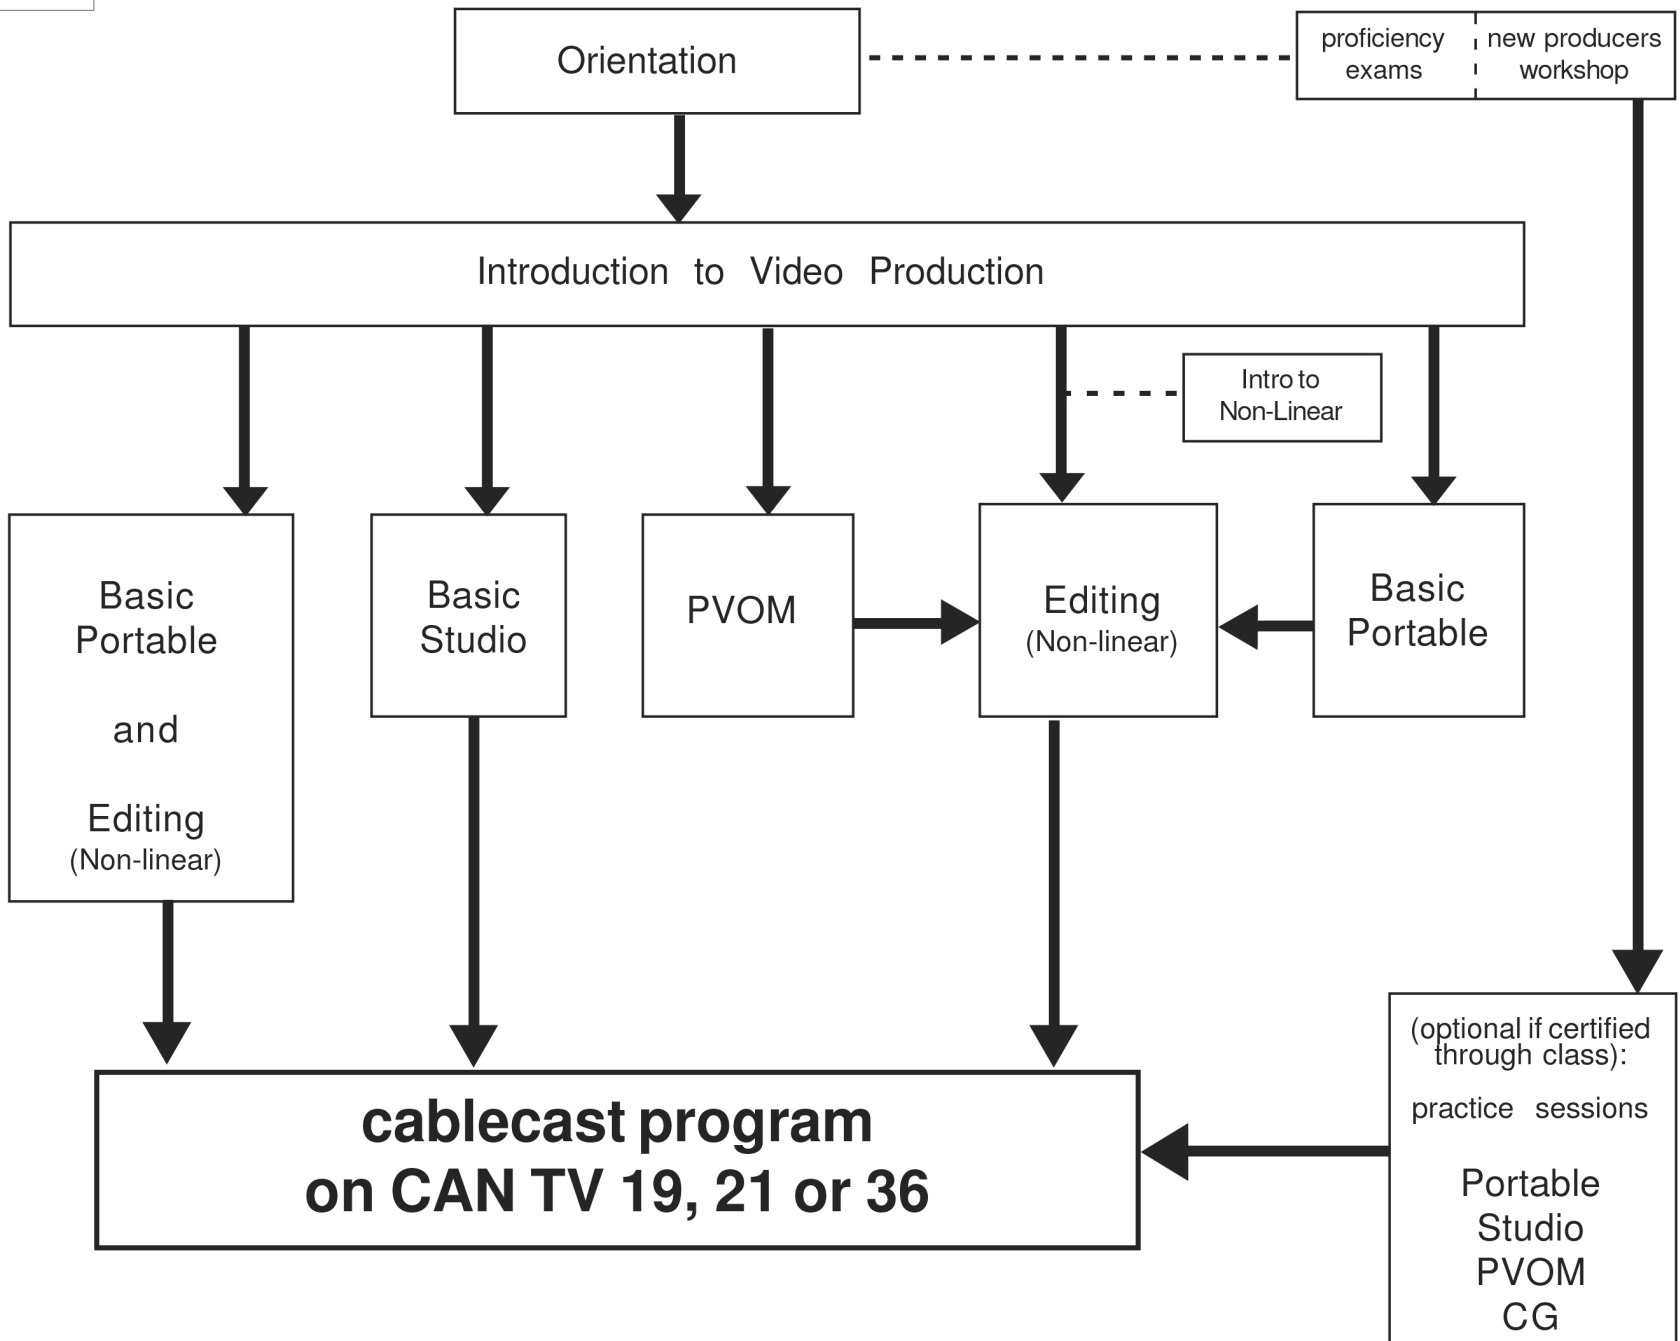 Orientation
proficiency
exams
new producers
workshop
Introduction to Video Production
Intro to
Non-Linear
Basic
Portable
and
Editing
(Non-linear)
Basic
Studio
PVOM
Editing
(Non-linear)
Basic
Portable
cablecast program
on CAN TV 19, 21 or 36
(optional if certified
through class):
practice sessions
Portable
Studio
PVOM
CG